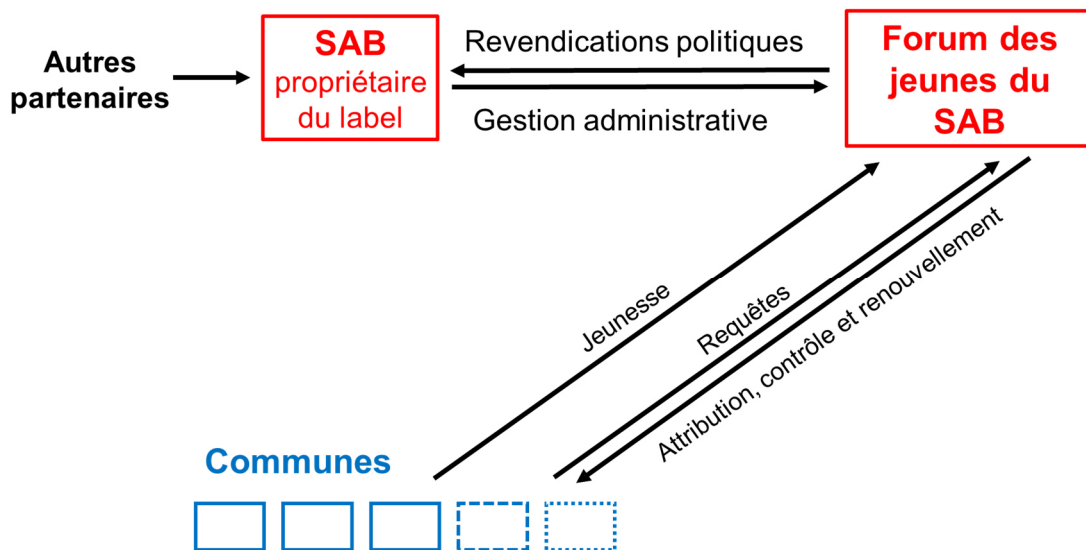 Autres
partenaires
SAB
propriétaire
du label
Revendications politiques
Gestion administrative
Forum des
jeunes du
SAB
Jeunesse
Requêtes
Attribution, contrôle et renouvellement
Communes